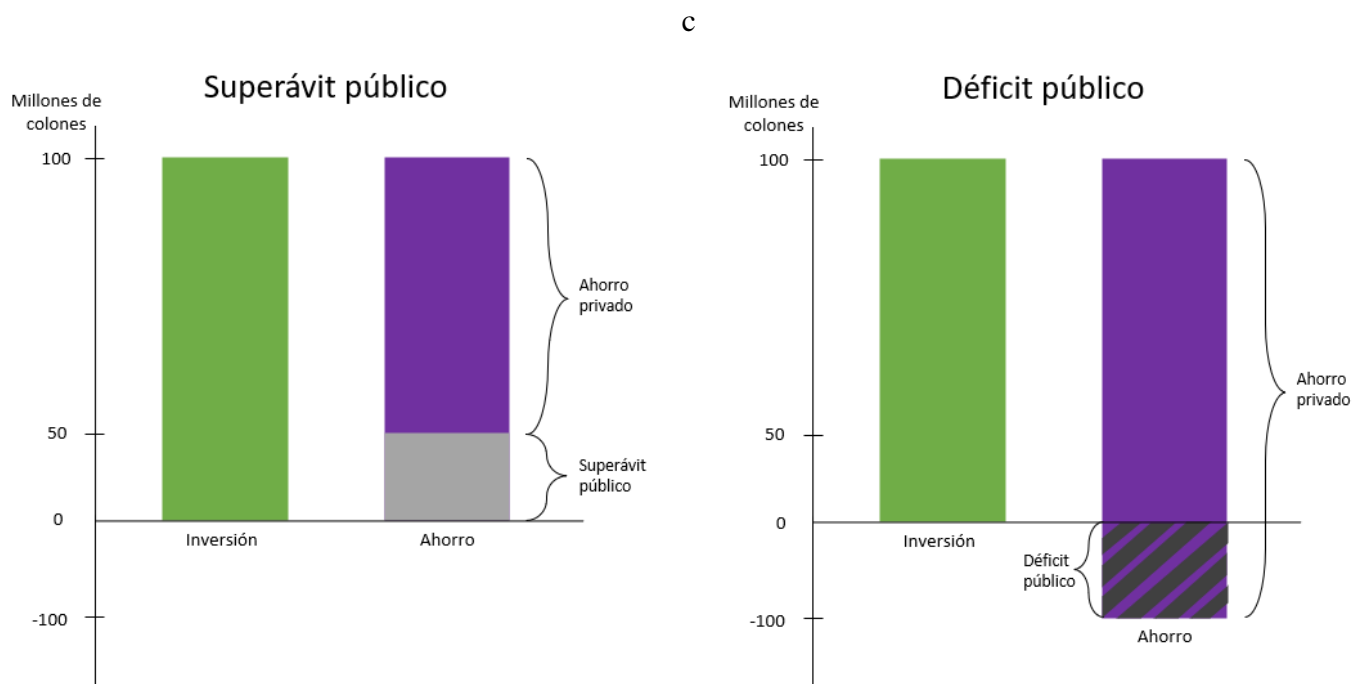 c
Superávit público
Millones de
colones
100
50
0
-100
Inversión
Ahorro
Ahorro
privado
Superávit
público
Déficit público
Millones de
colones
100
50
0
-100
Inversión
Déficit
público
Ahorro
Ahorro
privado